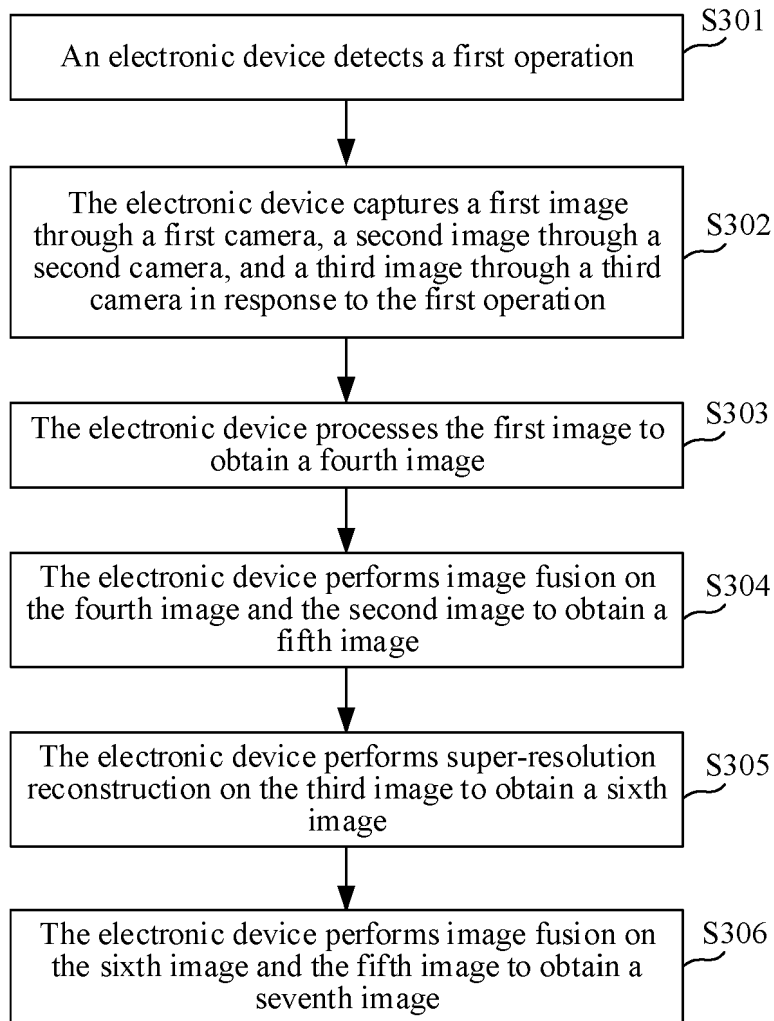 S301
An electronic device detects a first operation
The electronic device captures a first image
through a first camera, a second image through a
second camera, and a third image through a third
camera in response to the first operation
S302
The electronic device processes the first image to
obtain a fourth image
S303
The electronic device performs image fusion on
the fourth image and the second image to obtain a
fifth image
S304
The electronic device performs super-resolution
reconstruction on the third image to obtain a sixth
image
S305
The electronic device performs image fusion on
the sixth image and the fifth image to obtain a
seventh image
S306